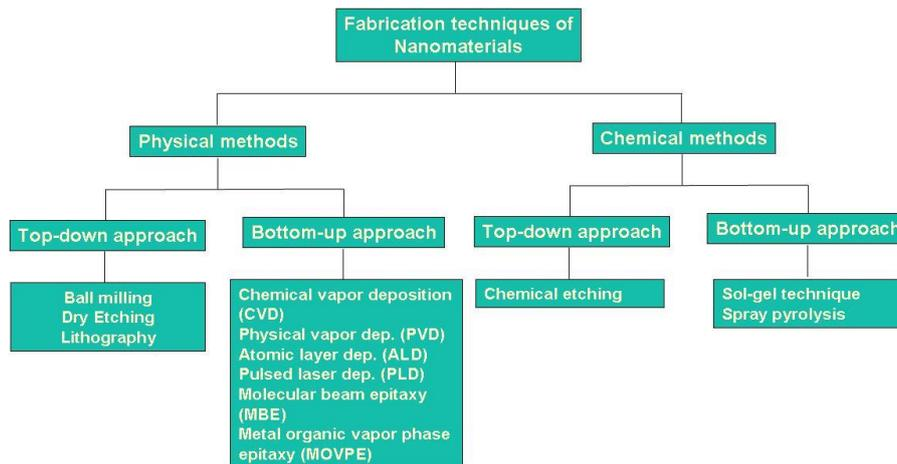 Fabrication techniques of
Nanomaterials
Physical methods
Chemical methods
Top-down approach
Bottom-up approach
Top-down approach
Bottom-up approach
Ball milling
Dry Etching
Lithography
Chemical vapor deposition
(CVD)
Physical vapor dep. (PVD)
Atomic layer dep. (ALD)
Pulsed laser dep. (PLD)
Molecular beam epitaxy
(MBE)
Metal organic vapor phase
epitaxy (MOVPE)
Chemical etching
Sol-gel technique
Spray pyrolysis